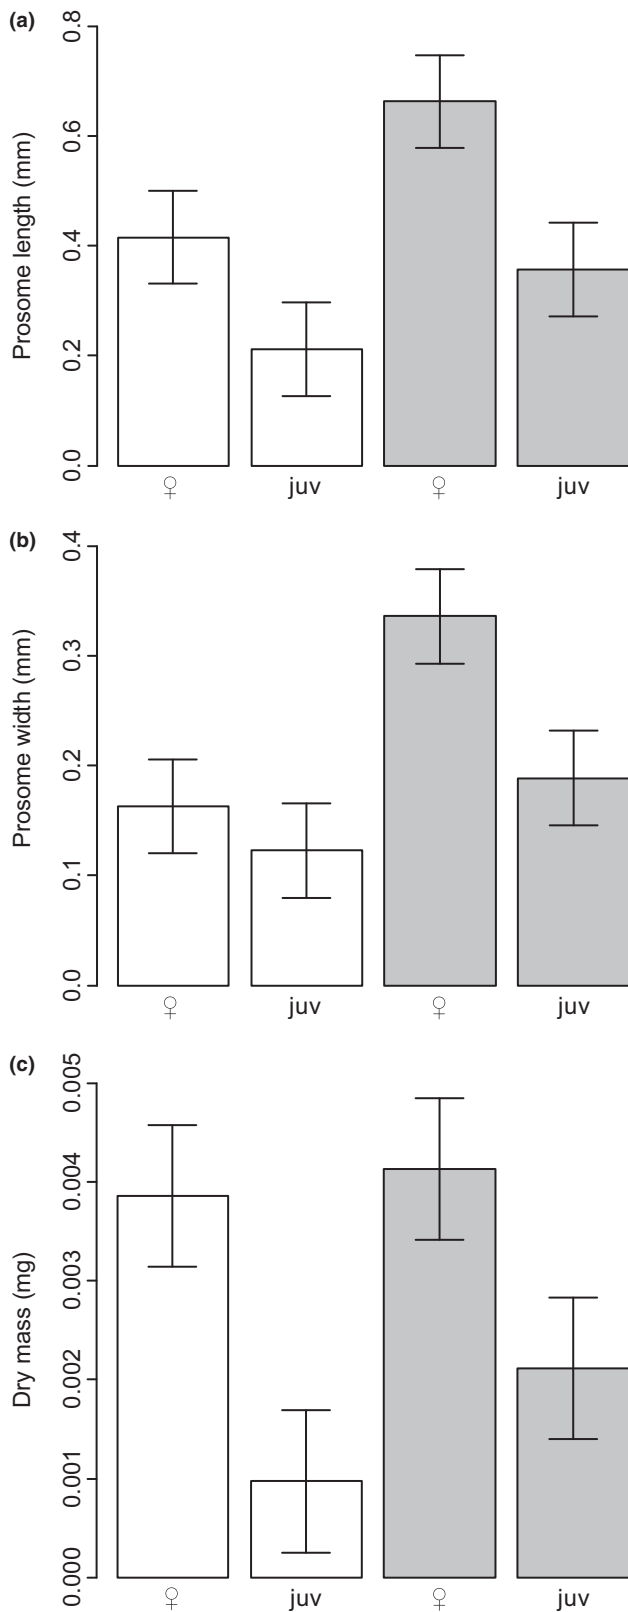 (a)
Prosome length (mm)
0.8
0.6
0.4
0.2
0.0
♀ juv ♀ juv
(b)
Prosome width (mm)
0.4
0.3
0.2
0.1
0.0
♀ juv ♀ juv
(c)
Dry mass (mg)
0.005
0.004
0.003
0.002
0.001
0.000
♀ juv ♀ juv